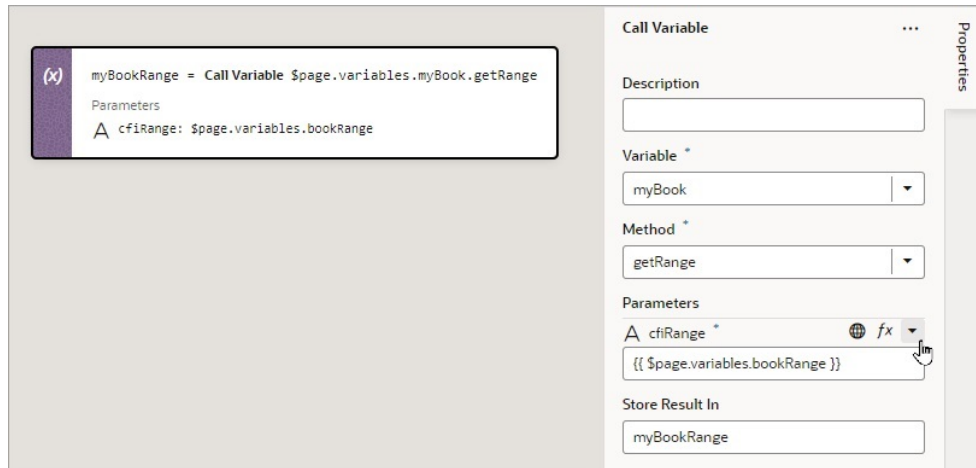 (x)
myBookRange = Call Variable $page.variables.myBook.getRange
Parameters
A cfiRange: $page.variables.bookRange
Call Variable ...
Properties
Description
Variable *
myBook
Method *
getRange
Parameters
A cfiRange * fx
{{ $page.variables.bookRange }}
Store Result In
myBookRange